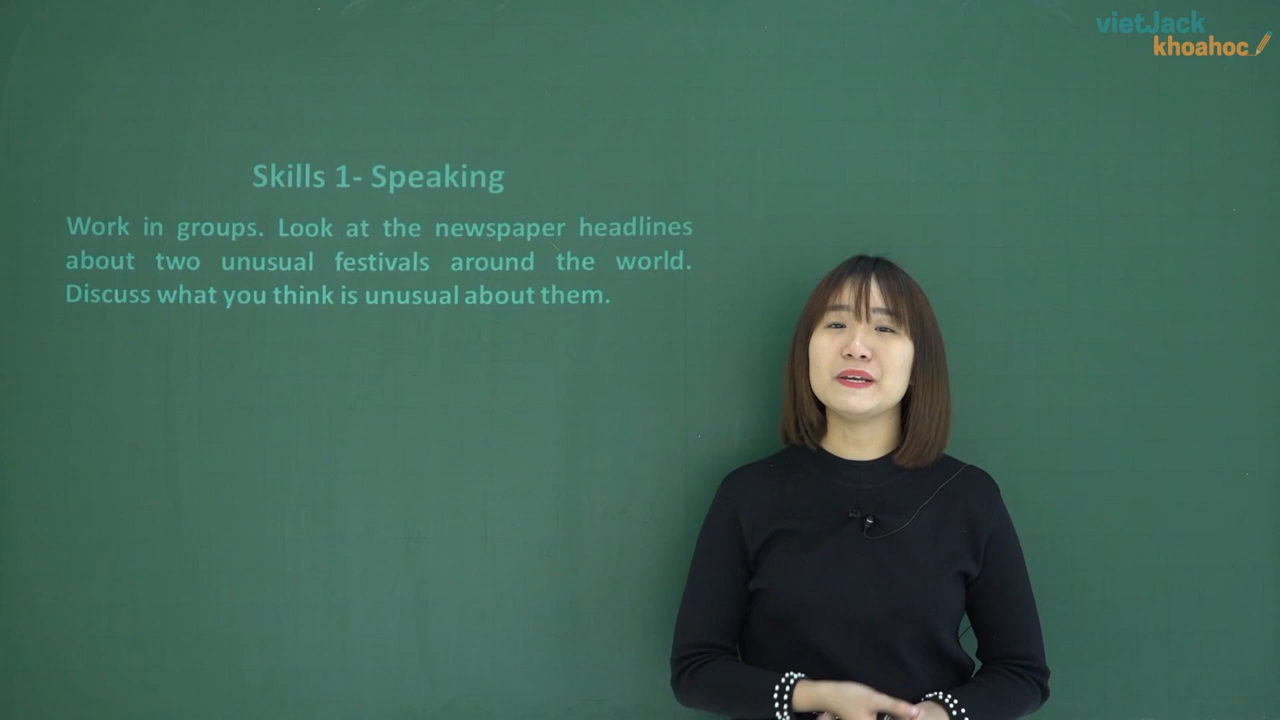 vietJack
khoahoc
Skills 1- Speaking
Work in groups. Look at the newspaper headlines
about two unusual festivals around the world.
Discuss what you think is unusual about them.